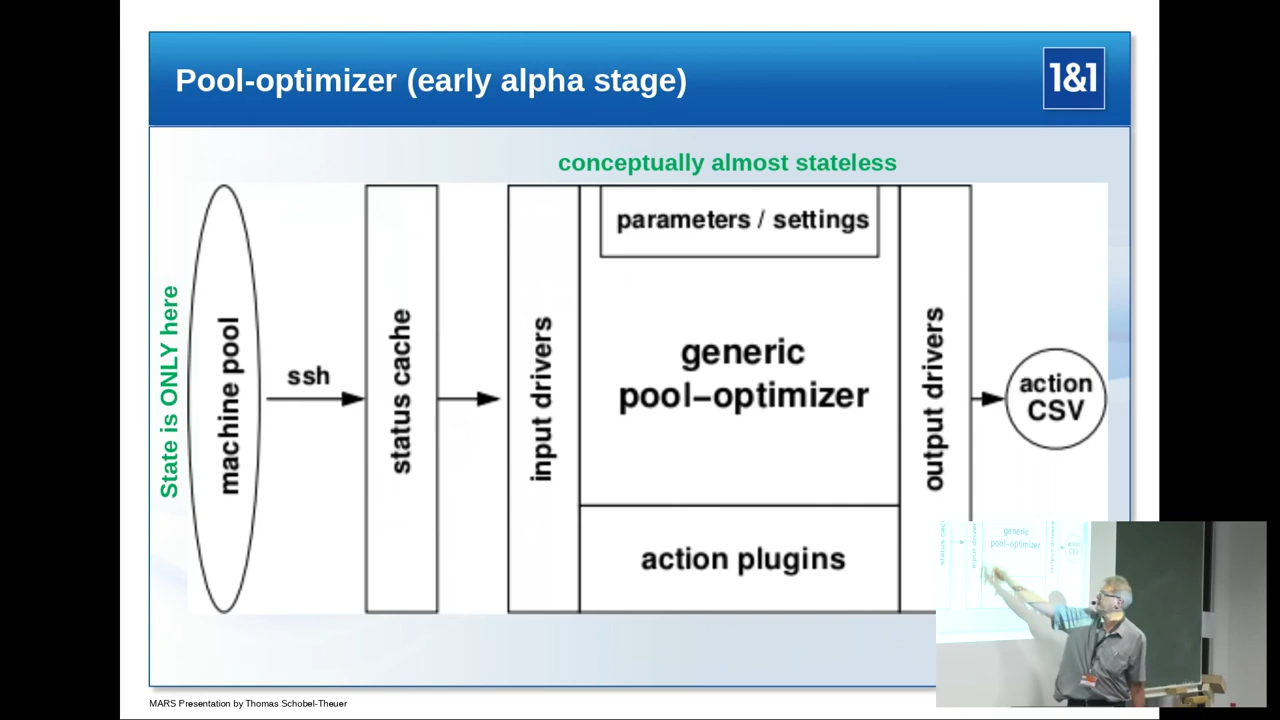 Pool-optimizer (early alpha stage)
1&1
conceptually almost stateless
State is ONLY here
machine pool
ssh
status cache
input drivers
parameters / settings
generic
pool–optimizer
action plugins
output drivers
action
CSV
generic
pool–optimizer
MARS Presentation by Thomas Schobel-Theuer